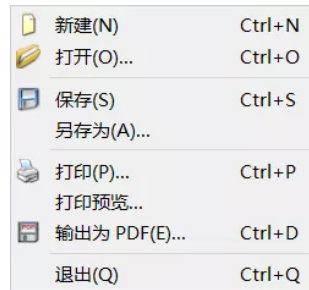 新建(N) Ctrl+N
打开(O)... Ctrl+O
保存(S) Ctrl+S
另存为(A)...
打印(P)... Ctrl+P
打印预览...
输出为 PDF(E)... Ctrl+D
退出(Q) Ctrl+Q